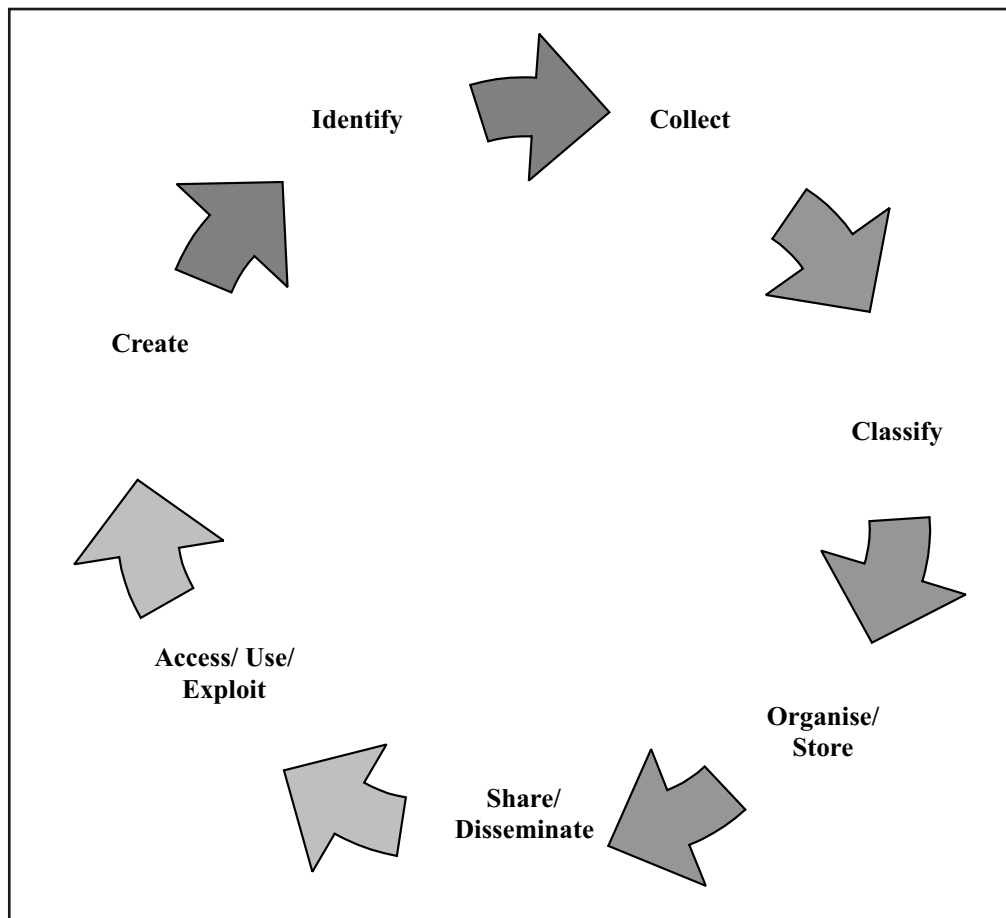 Identify
Collect
Create
Classify
Access/ Use/
Exploit
Organise/
Store
Share/
Disseminate